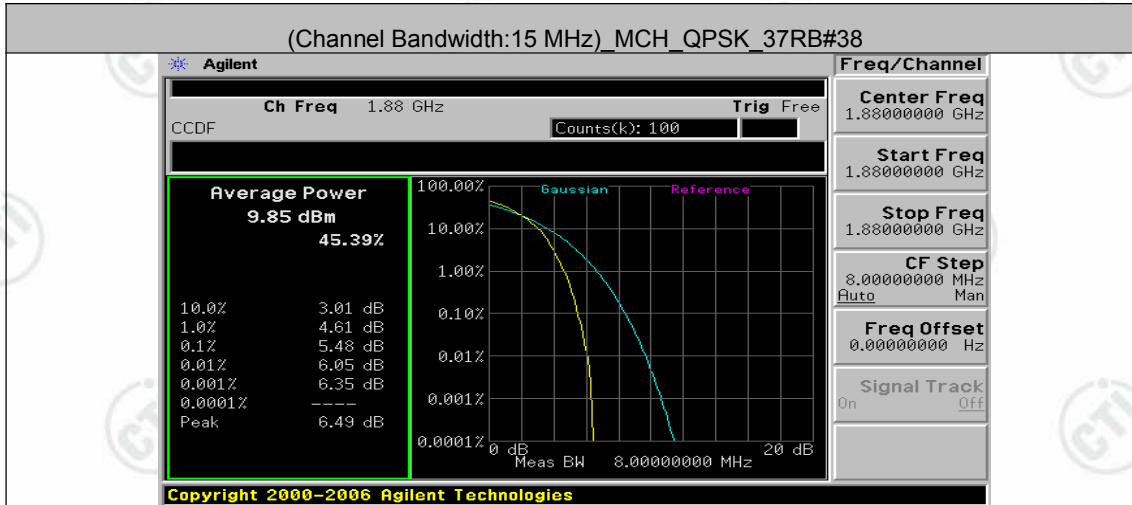 (Channel Bandwidth:15 MHz)_MCH_QPSK_37RB#38
Agilent
Freq/Channel
Ch Freq 1.88 GHz Trig Free
CCDF Counts(k): 100
Center Freq
1.88000000 GHz
Start Freq
1.88000000 GHz
Stop Freq
1.88000000 GHz
CF Step
8.00000000 MHz
Auto Man
Freq Offset
0.00000000 Hz
Signal Track
On Off
Average Power
9.85 dBm
45.39%
10.0% 3.01 dB
1.0% 4.61 dB
0.1% 5.48 dB
0.01% 6.05 dB
0.001% 6.35 dB
0.0001% ----
Peak 6.49 dB
Gaussian Reference
100.00%
10.00%
1.00%
0.10%
0.01%
0.001%
0.0001%
0 dB 20 dB
Meas BW 8.00000000 MHz
Copyright 2000-2006 Agilent Technologies
CTI
CTI
CTI
CTI